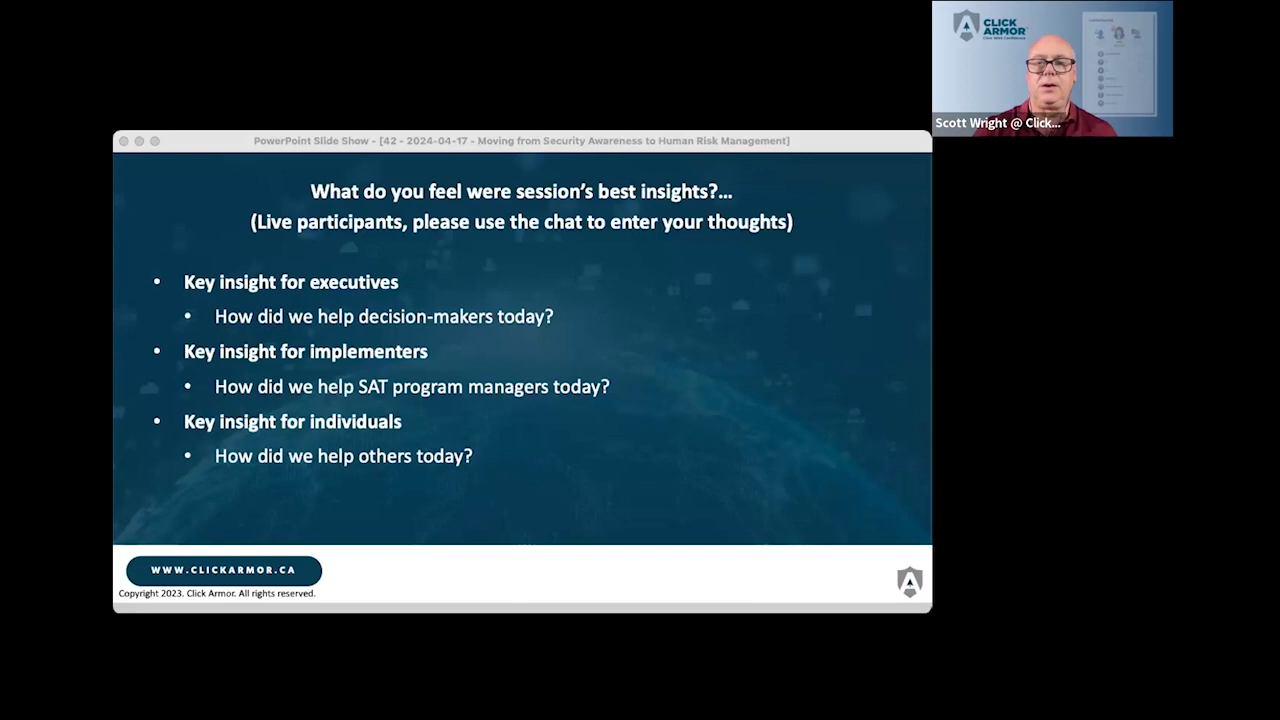 CLICK
ARMOR
Scott Wright @ Click...
PowerPoint Slide Show - [42 - 2024-04-17 - Moving from Security Awareness to Human Risk Management]
What do you feel were session's best insights?...
(Live participants, please use the chat to enter your thoughts)
• Key insight for executives
• How did we help decision-makers today?
• Key insight for implementers
• How did we help SAT program managers today?
• Key insight for individuals
• How did we help others today?
WWW.CLICKARMOR.CA
Copyright 2023. Click Armor. All rights reserved.